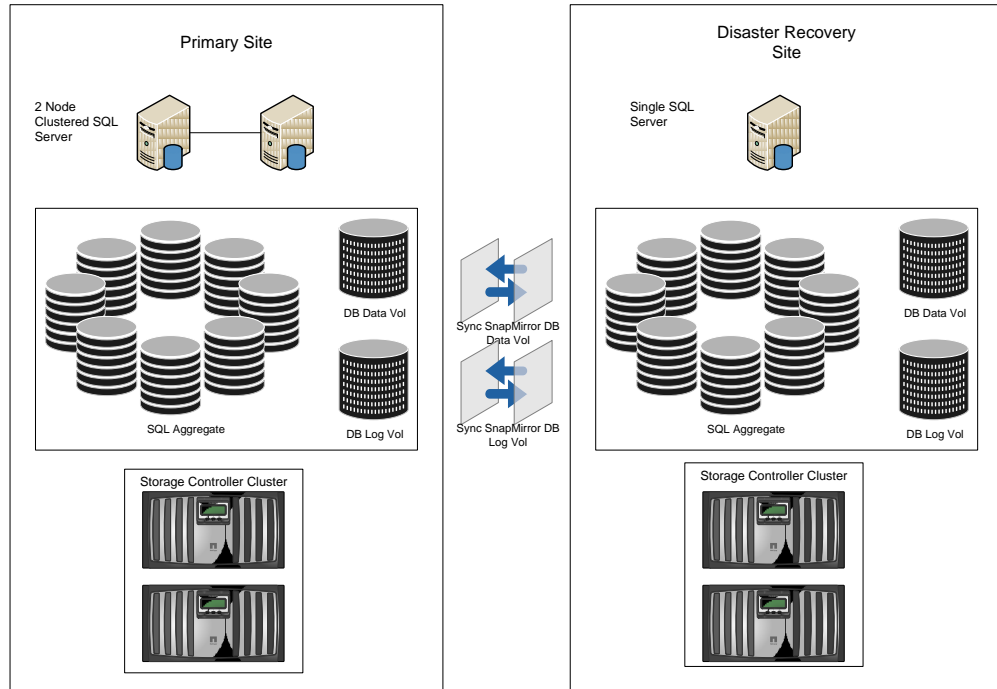 Primary Site
2 Node
Clustered SQL
Server
DB Data Vol
DB Log Vol
SQL Aggregate
Storage Controller Cluster
Sync SnapMirror DB
Data Vol
Sync SnapMirror DB
Log Vol
Disaster Recovery
Site
Single SQL
Server
DB Data Vol
DB Log Vol
SQL Aggregate
Storage Controller Cluster